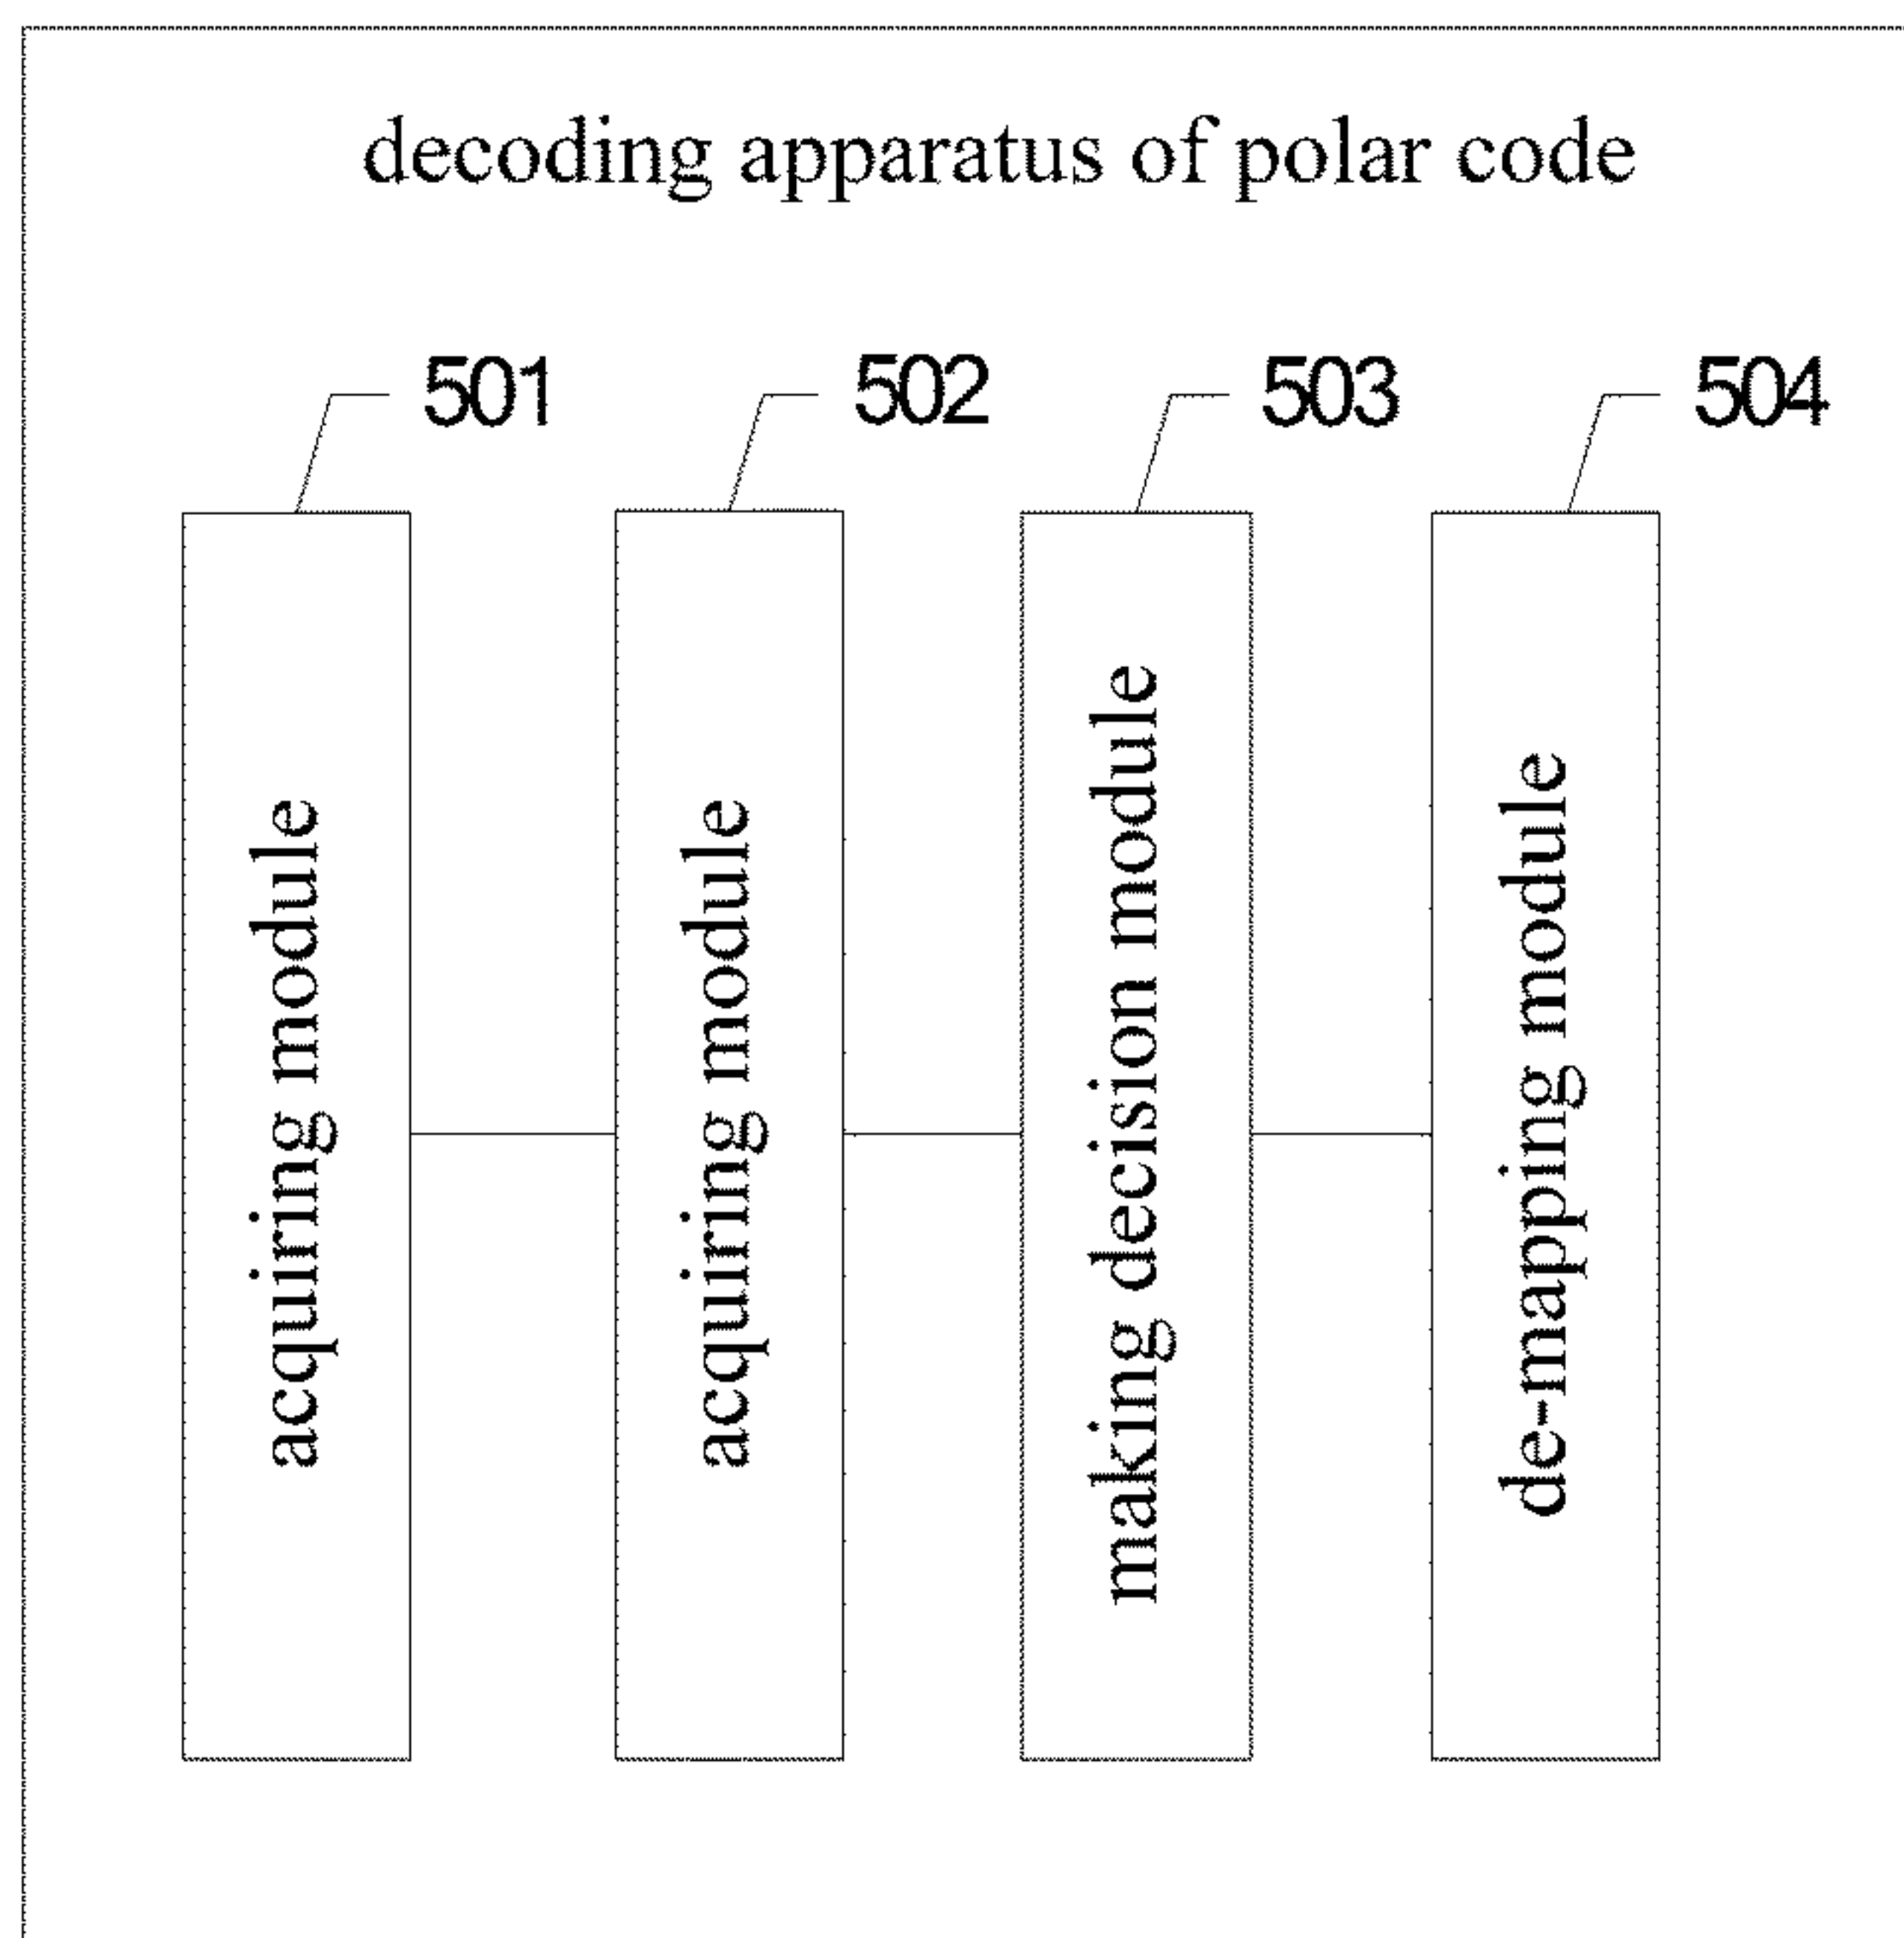 decoding apparatus of polar code
501
502
503
504
acquiring module
acquiring module
making decision module
de-mapping module